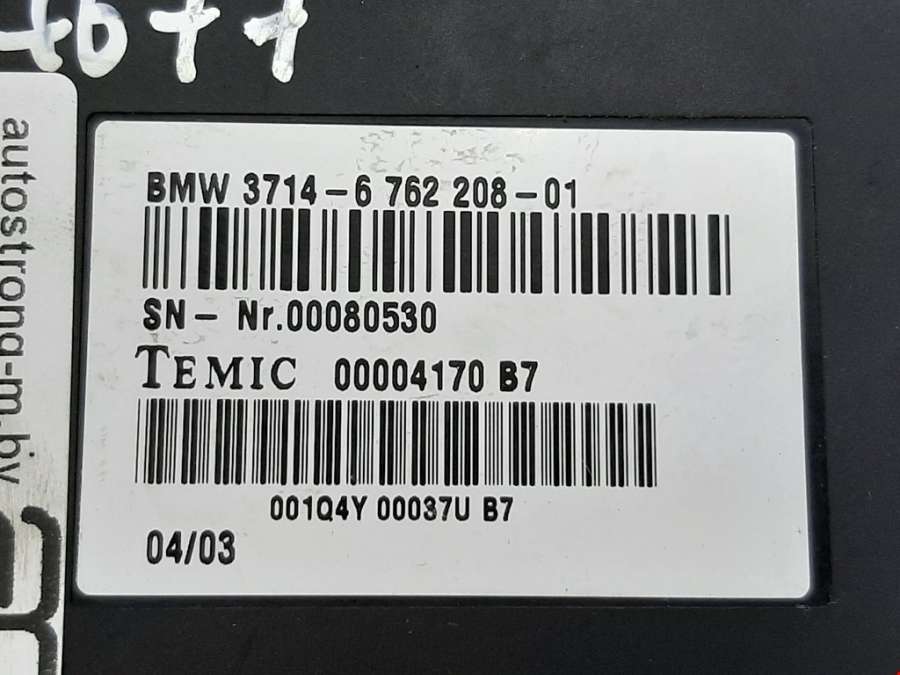 BMW 3714-6 762 208-01
SN- Nr.00080530
TEMIC 00004170 B7
001Q4Y 00037U B7
04/03
autostrong-m.by